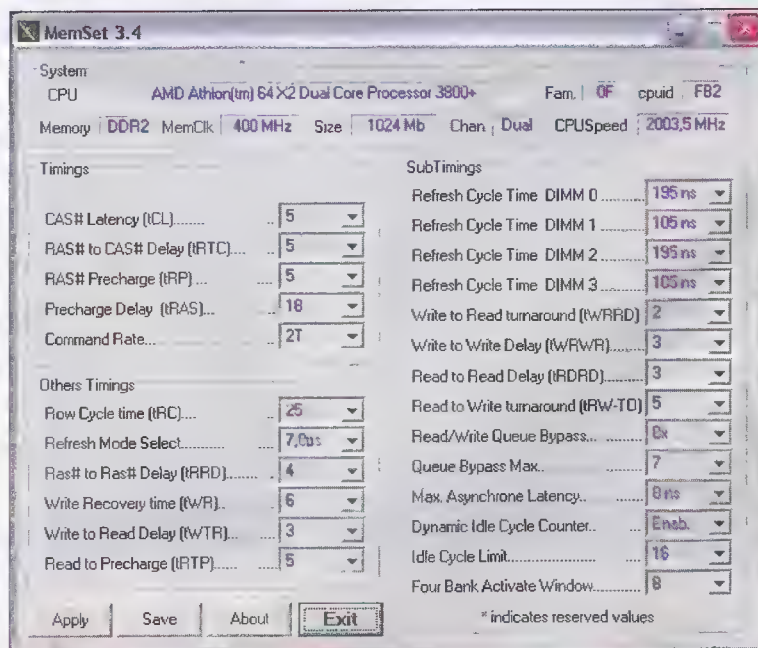 MemSet 3.4
System
CPU AMD Athlon(tm) 64 X2 Dual Core Processor 3800+ Fam. 0F cpuid FB2
Memory DDR2 MemClk 400 MHz Size 1024 Mb Chan. Dual CPUSpeed 2003,5 MHz
Timings
CAS# Latency (tCL)....... 5
RAS# to CAS# Delay (tRTC)..... 5
RAS# Precharge (tRP) ... 5
Precharge Delay (tRAS)... 18
Command Rate... 2T
Others Timings
Row Cycle time (tRC).... 25
Refresh Mode Select........... 7,8us
Ras# to Ras# Delay (tRRD)..... 4
Write Recovery time (tWR).. 6
Write to Read Delay (tWTR)... 3
Read to Precharge (tRTP)...... 5
Apply Save About Exit
SubTimings
Refresh Cycle Time DIMM 0........... 195 ns
Refresh Cycle Time DIMM 1........... 105 ns
Refresh Cycle Time DIMM 2........... 195 ns
Refresh Cycle Time DIMM 3........... 105 ns
Write to Read turnaround (tWRRD) 2
Write to Write Delay (tWRWR)... 3
Read to Read Delay (tRDRD)... 3
Read to Write turnaround (tRW-TO) 5
Read/Write Queue Bypass... 8x
Queue Bypass Max.. 7
Max. Asynchrone Latency.. 8 ns
Dynamic Idle Cycle Counter.. Enab.
Idle Cycle Limit... 16
Four Bank Activate Window........... 8
* indicates reserved values